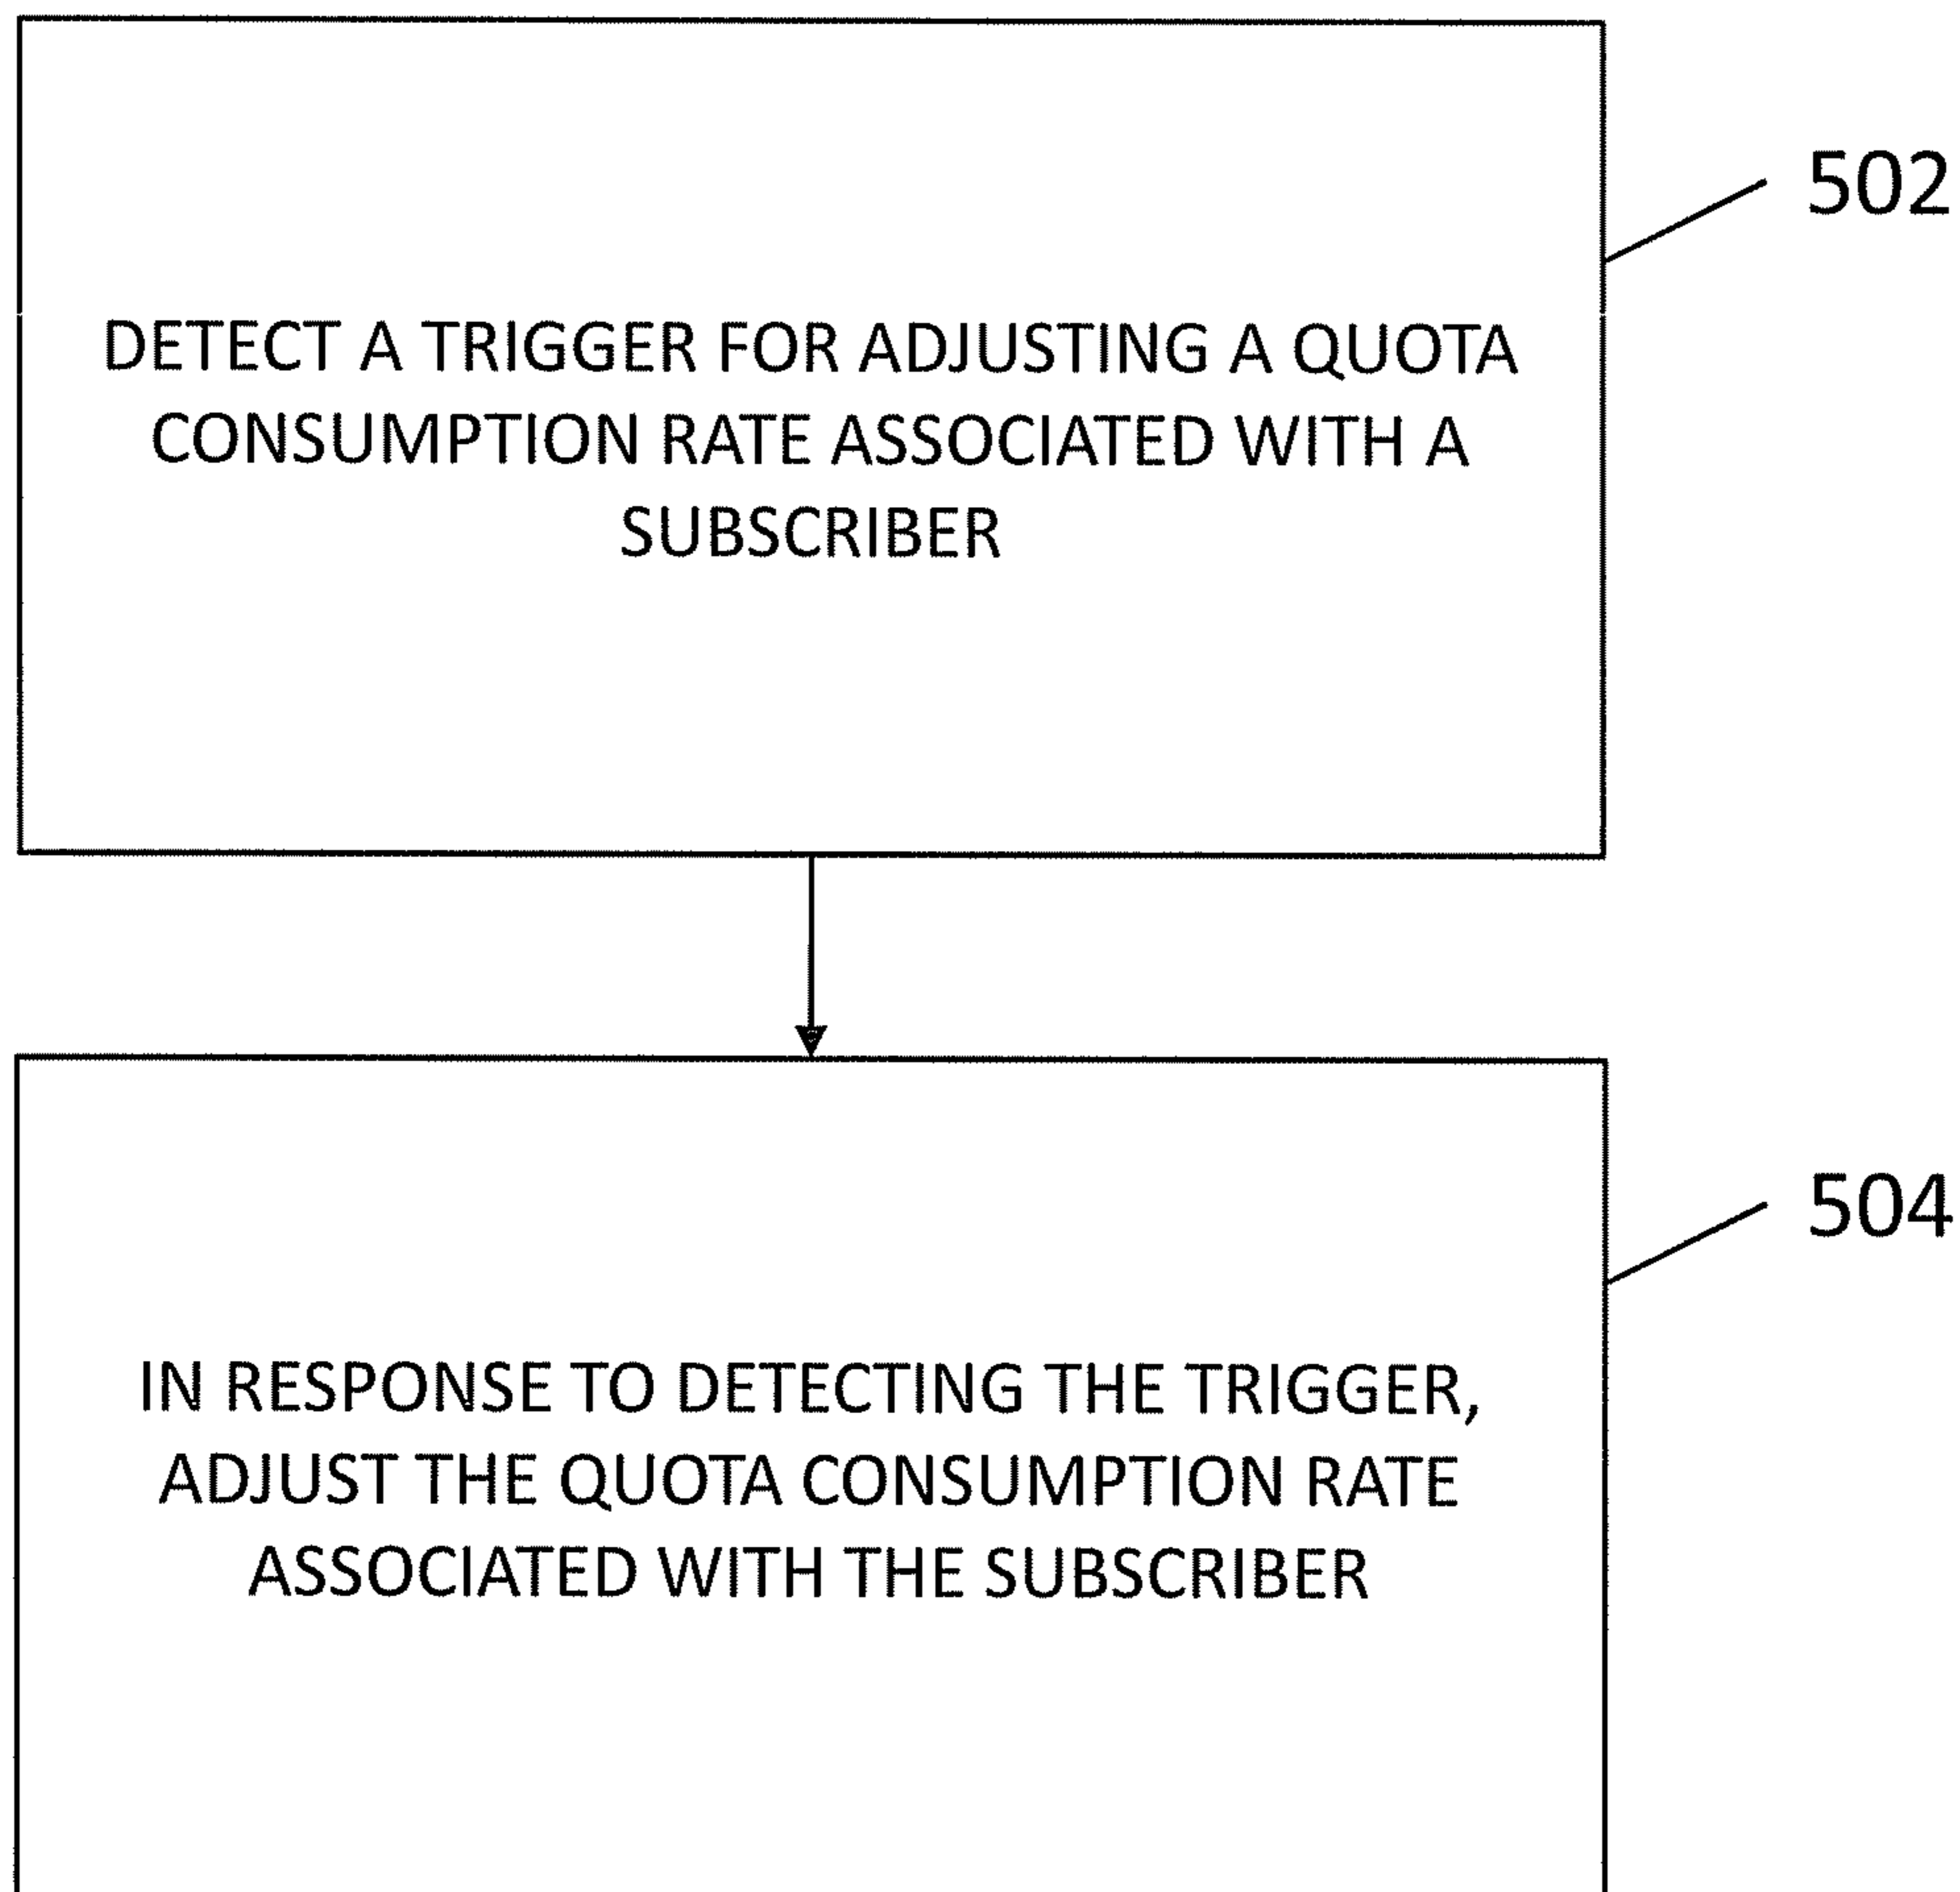 502
DETECT A TRIGGER FOR ADJUSTING A QUOTA
CONSUMPTION RATE ASSOCIATED WITH A
SUBSCRIBER
504
IN RESPONSE TO DETECTING THE TRIGGER,
ADJUST THE QUOTA CONSUMPTION RATE
ASSOCIATED WITH THE SUBSCRIBER